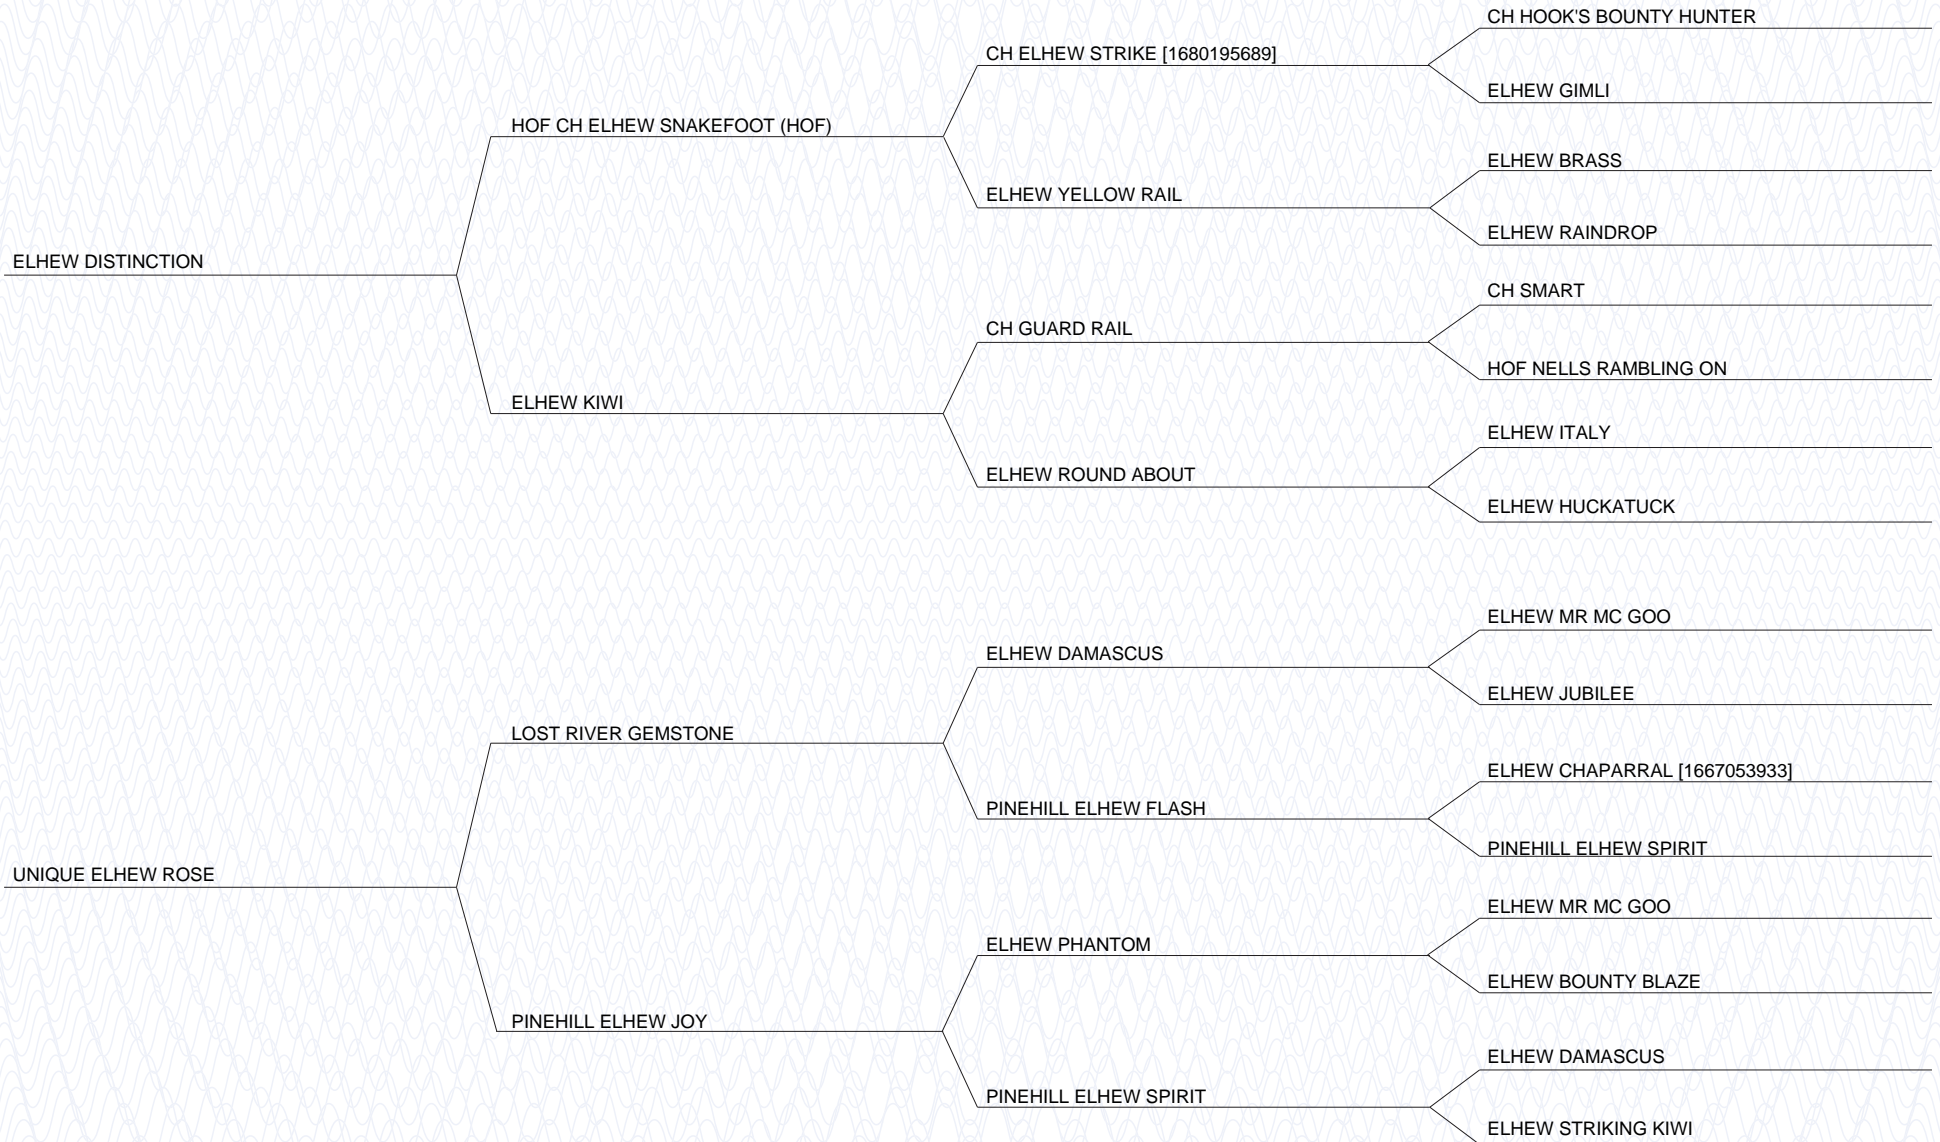 CH HOOK'S BOUNTY HUNTER
CH ELHEW STRIKE [1680195689]
ELHEW GIMLI
HOF CH ELHEW SNAKEFOOT (HOF)
ELHEW BRASS
ELHEW YELLOW RAIL
ELHEW RAINDROP
ELHEW DISTINCTION
CH SMART
CH GUARD RAIL
HOF NELLS RAMBLING ON
ELHEW KIWI
ELHEW ITALY
ELHEW ROUND ABOUT
ELHEW HUCKATUCK
ELHEW MR MC GOO
ELHEW DAMASCUS
ELHEW JUBILEE
LOST RIVER GEMSTONE
ELHEW CHAPARRAL [1667053933]
PINEHILL ELHEW FLASH
PINEHILL ELHEW SPIRIT
UNIQUE ELHEW ROSE
ELHEW MR MC GOO
ELHEW PHANTOM
ELHEW BOUNTY BLAZE
PINEHILL ELHEW JOY
ELHEW DAMASCUS
PINEHILL ELHEW SPIRIT
ELHEW STRIKING KIWI